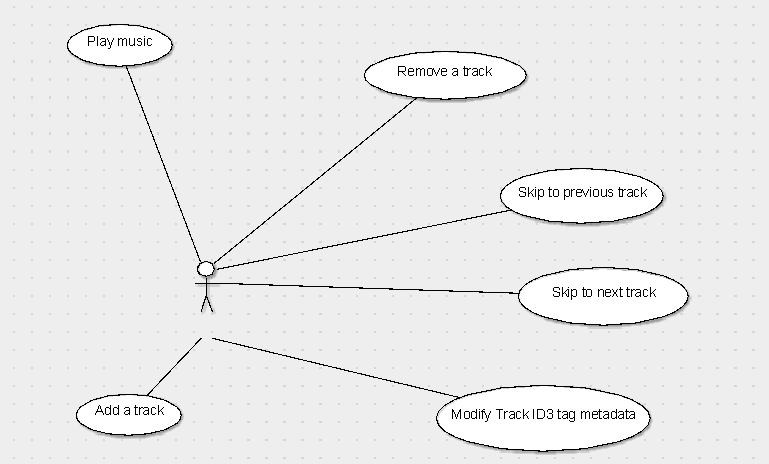 Play music
Remove a track
Skip to previous track
Skip to next track
Add a track
Modify Track ID3 tag metadata